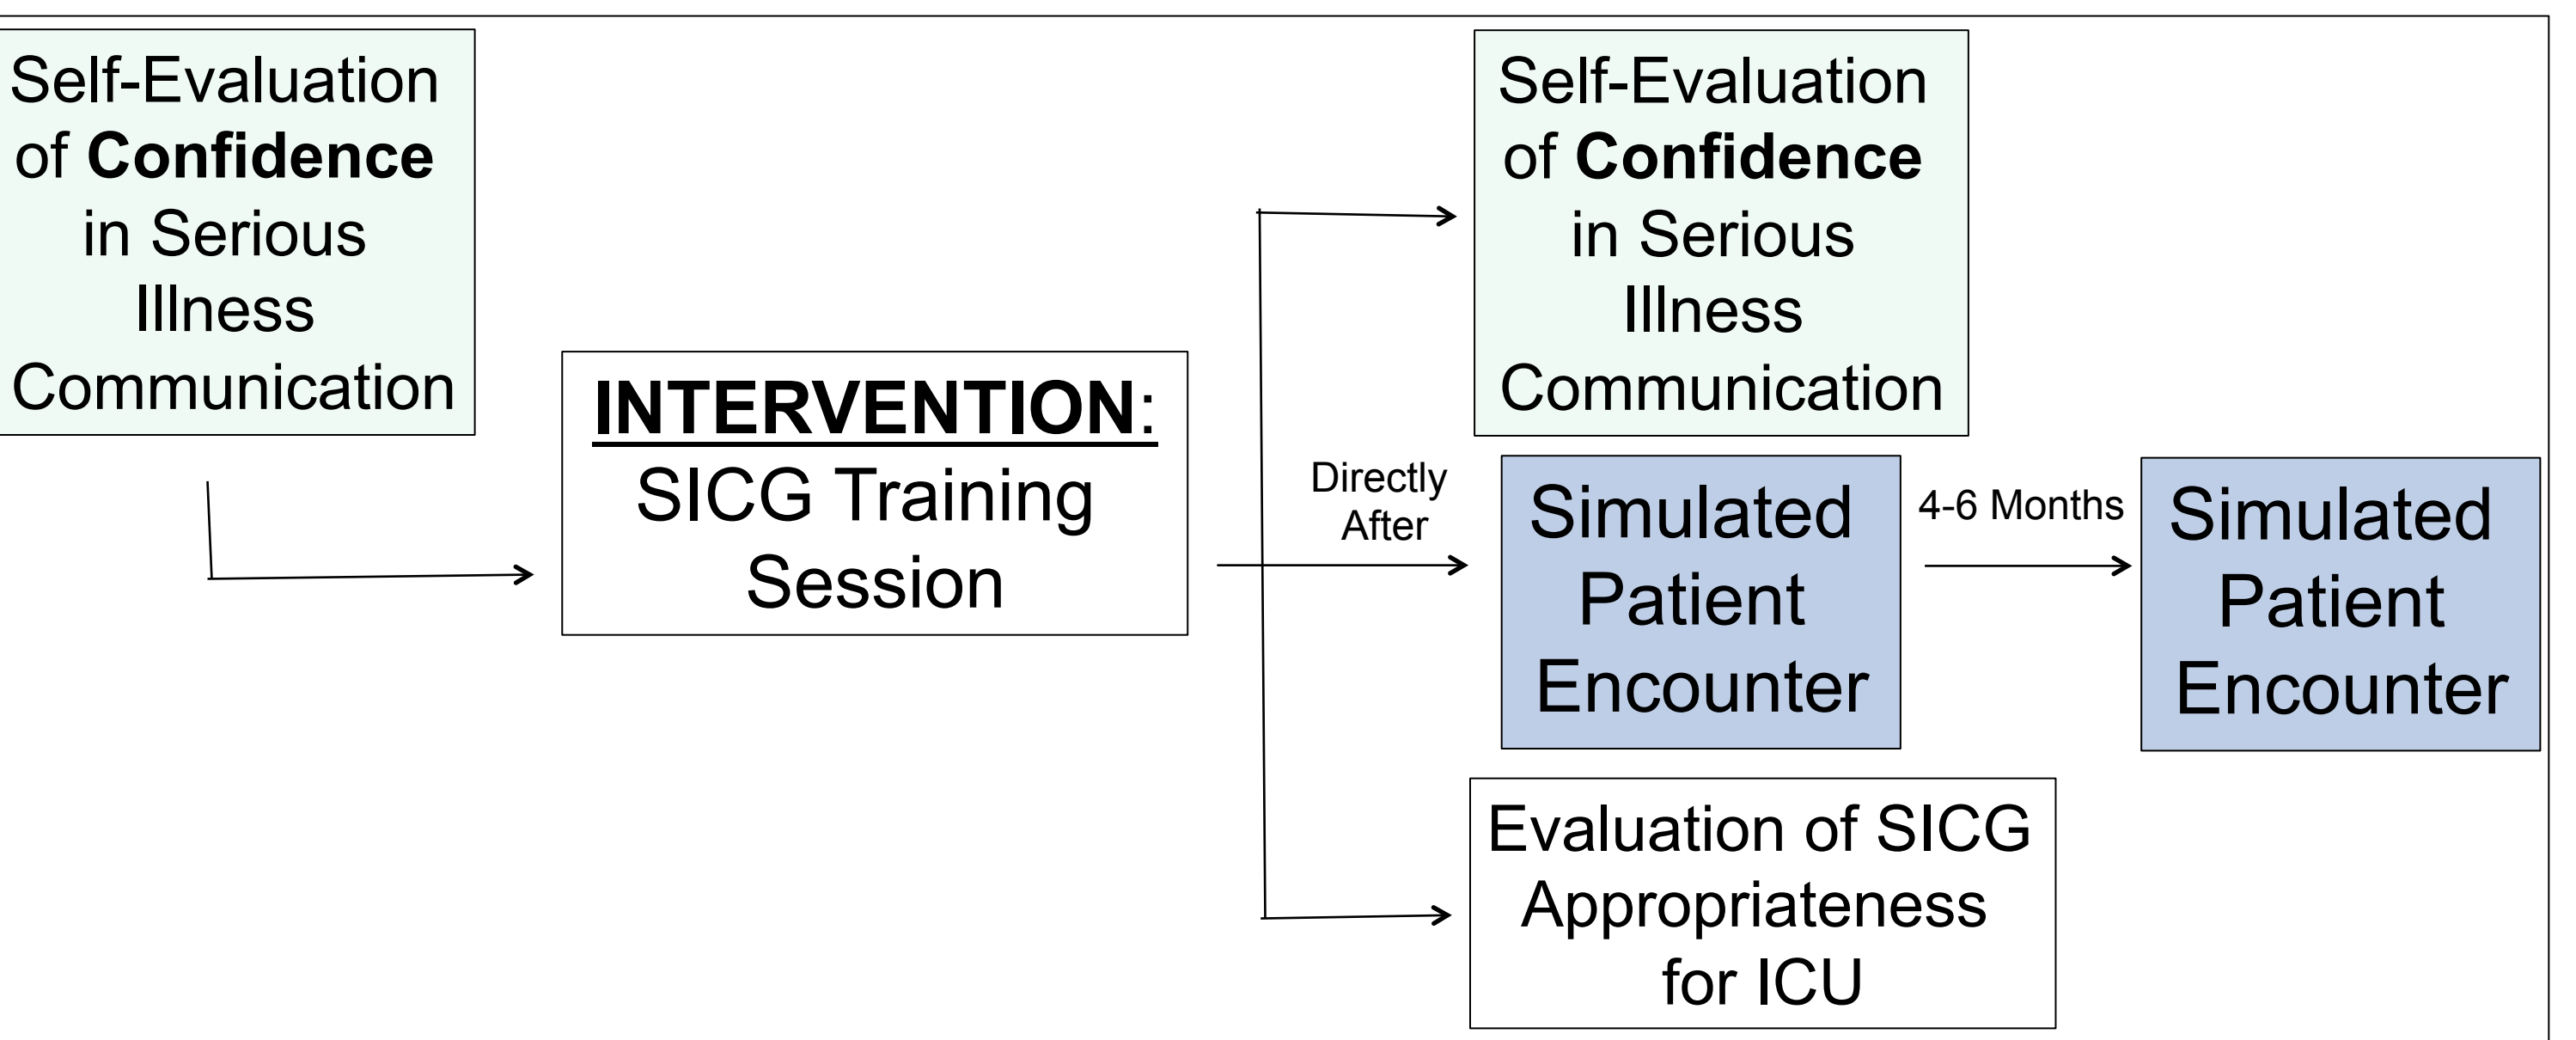 Self-Evaluation
of Confidence
in Serious
Illness
Communication
INTERVENTION:
SICG Training
Session
Self-Evaluation
of Confidence
in Serious
Illness
Communication
Directly
After
Simulated
Patient
Encounter
4-6 Months
Simulated
Patient
Encounter
Evaluation of SICG
Appropriateness
for ICU